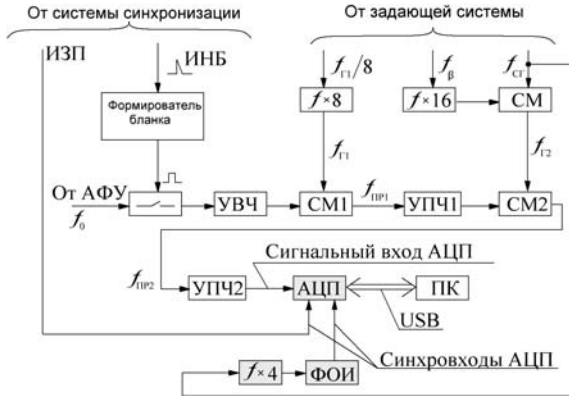 От системы синхронизации
От задающей системы
ИЗП
ИНБ
fГ1/8
fβ
fСГ
Формирователь бланка
f×8
f×16
СМ
fГ1
fГ2
От АФУ
f0
УВЧ
СМ1
fПР1
УПЧ1
СМ2
Сигнальный вход АЦП
fПР2
УПЧ2
АЦП
ПК
USB
Синхровходы АЦП
f×4
ФОИ